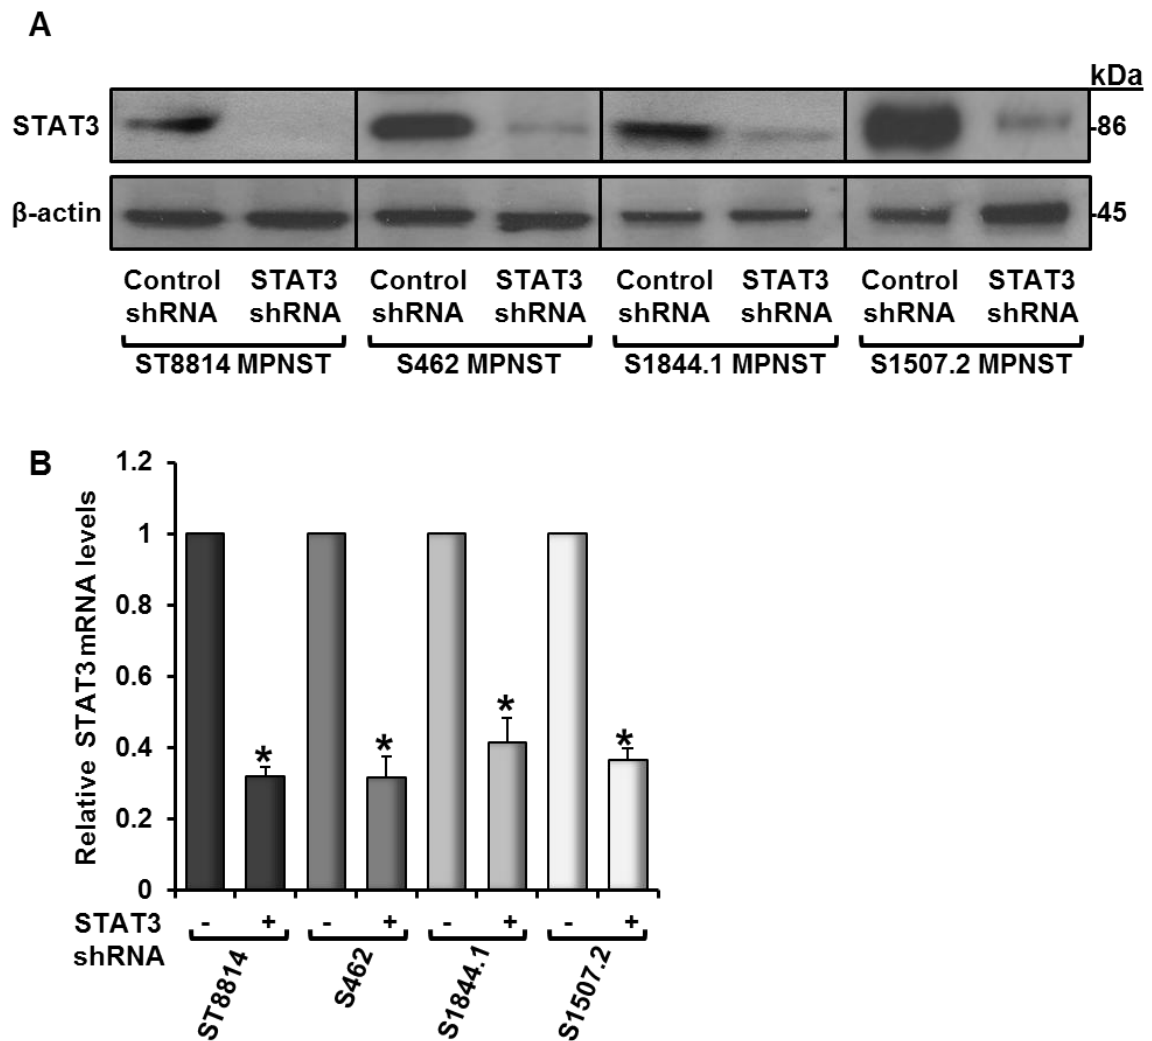 A
kDa
STAT3
-86
β-actin
-45
Control STAT3 Control STAT3 Control STAT3 Control STAT3
shRNA shRNA shRNA shRNA shRNA shRNA shRNA shRNA
ST8814 MPNST S462 MPNST S1844.1 MPNST S1507.2 MPNST
B
Relative STAT3 mRNA levels
1.2
1
0.8
0.6
0.4
0.2
0
* * * *
STAT3 - + - + - + - +
shRNA
ST8814 S462 S1844.1 S1507.2